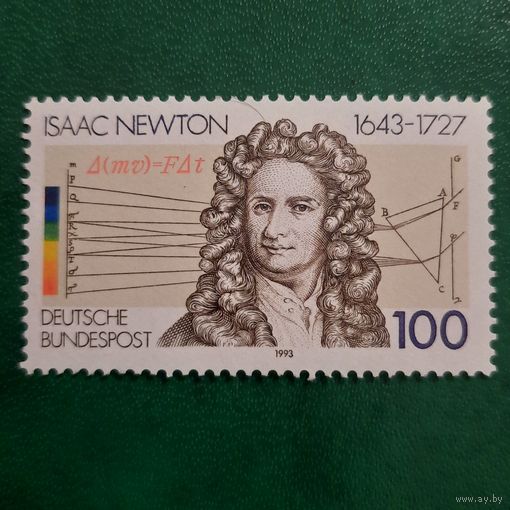 ISAAC NEWTON 1643-1727
Δ(mv)=FΔt
A
B
C
F
G
DEUTSCHE
BUNDESPOST
100
1993
www.ay.by